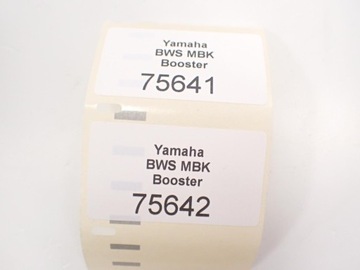 Yamaha
BWS MBK
Booster
75641
Yamaha
BWS MBK
Booster
75642